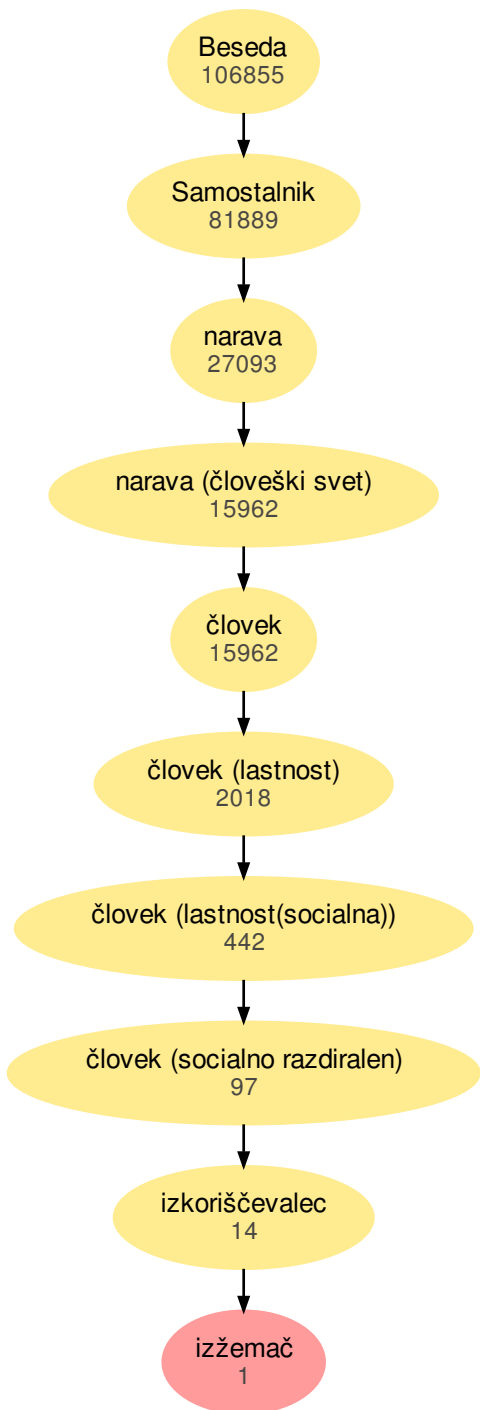 Beseda
106855
Samostalnik
81889
narava
27093
narava (človeški svet)
15962
človek
15962
človek (lastnost)
2018
človek (lastnost(socialna))
442
človek (socialno razdiralen)
97
izkoriščevalec
14
izžemač
1